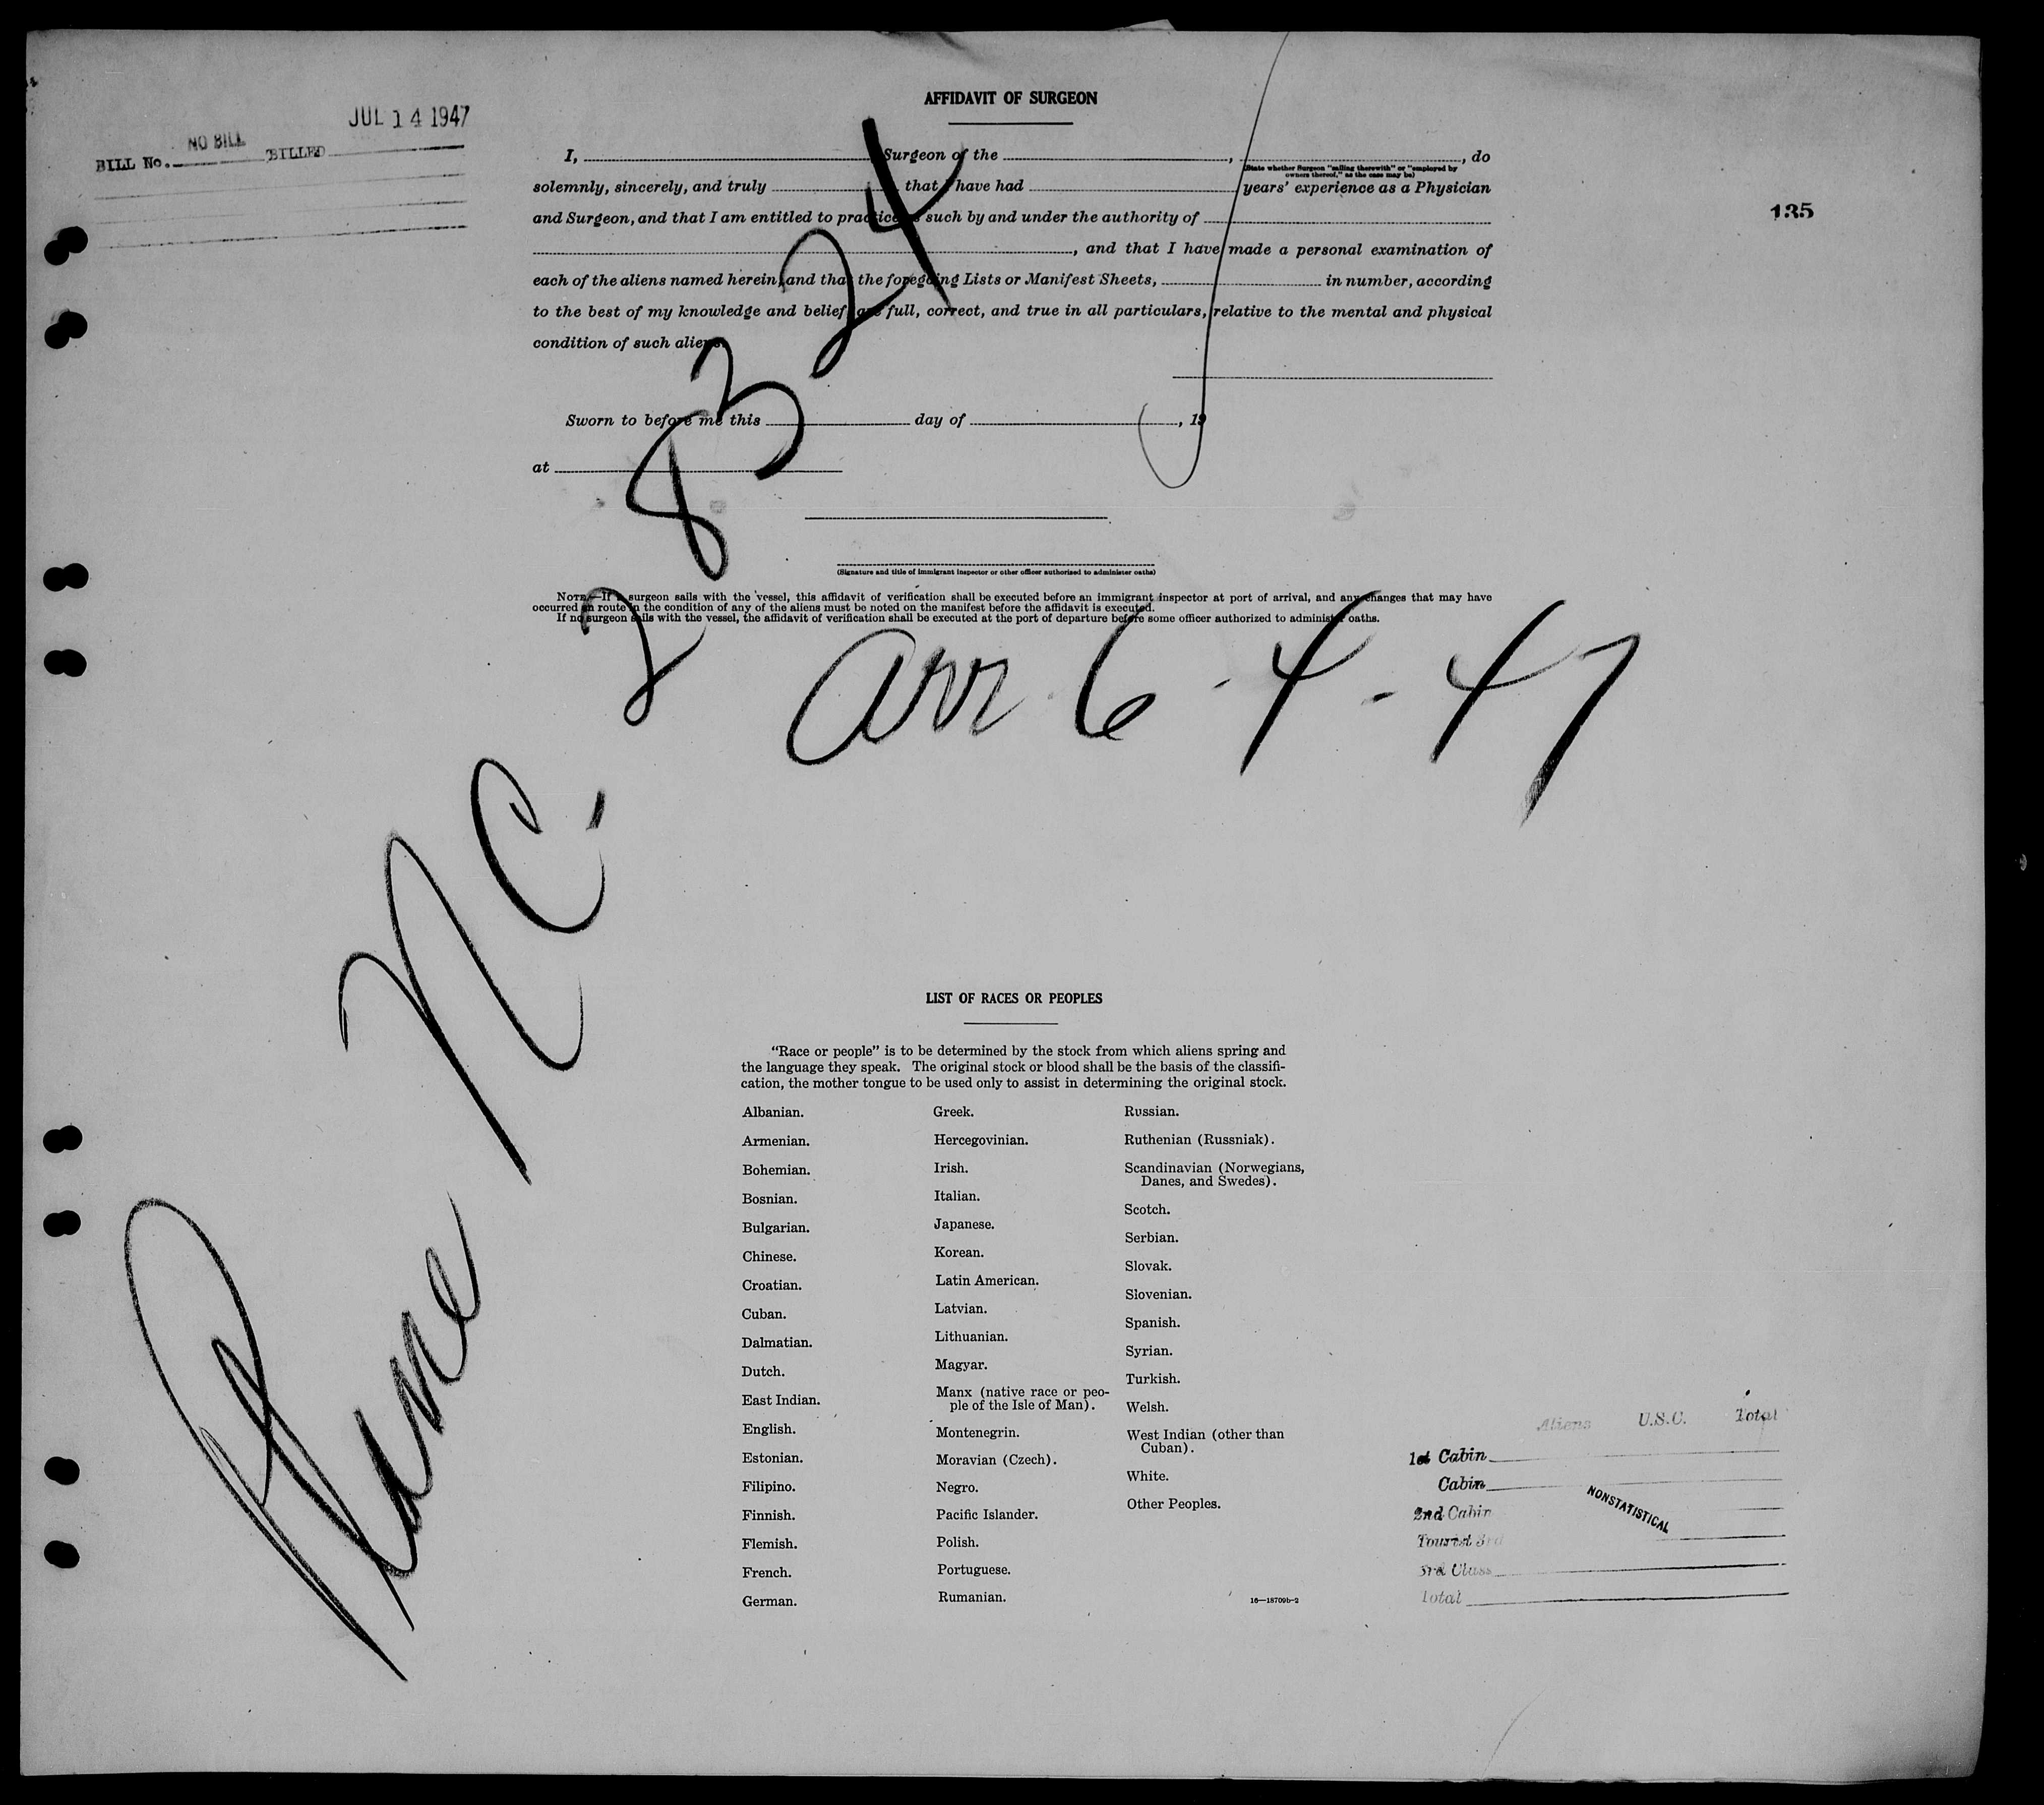 JUL 14 1947
BILL No. NO BILL BILLED
135
AFFIDAVIT OF SURGEON
I, Surgeon of the , , do
(State whether Surgeon "sailing therewith" or "employed by
owners thereof," as the case may be)
solemnly, sincerely, and truly that I have had years' experience as a Physician
and Surgeon, and that I am entitled to practice as such by and under the authority of
, and that I have made a personal examination of
each of the aliens named herein, and that the foregoing Lists or Manifest Sheets, in number, according
to the best of my knowledge and belief, are full, correct, and true in all particulars, relative to the mental and physical
condition of such aliens.
Sworn to before me this day of , 19
at
(Signature and title of immigrant inspector or other officer authorized to administer oaths)
NOTE.—If a surgeon sails with the vessel, this affidavit of verification shall be executed before an immigrant inspector at port of arrival, and any changes that may have
occurred en route in the condition of any of the aliens must be noted on the manifest before the affidavit is executed.
If no surgeon sails with the vessel, the affidavit of verification shall be executed at the port of departure before some officer authorized to administer oaths.
Plane NC. 28324
arr 6-4-47
LIST OF RACES OR PEOPLES
"Race or people" is to be determined by the stock from which aliens spring and
the language they speak. The original stock or blood shall be the basis of the classifi-
cation, the mother tongue to be used only to assist in determining the original stock.
Albanian.
Armenian.
Bohemian.
Bosnian.
Bulgarian.
Chinese.
Croatian.
Cuban.
Dalmatian.
Dutch.
East Indian.
English.
Estonian.
Filipino.
Finnish.
Flemish.
French.
German.
Greek.
Hercegovinian.
Irish.
Italian.
Japanese.
Korean.
Latin American.
Latvian.
Lithuanian.
Magyar.
Manx (native race or peo-
ple of the Isle of Man).
Montenegrin.
Moravian (Czech).
Negro.
Pacific Islander.
Polish.
Portuguese.
Rumanian.
Russian.
Ruthenian (Russniak).
Scandinavian (Norwegians,
Danes, and Swedes).
Scotch.
Serbian.
Slovak.
Slovenian.
Spanish.
Syrian.
Turkish.
Welsh.
West Indian (other than
Cuban).
White.
Other Peoples.
16—18709b-2
Aliens U.S.C. Total
1st Cabin
Cabin
2nd Cabin
NONSTATISTICAL
Tourist 3rd
3rd Class
Total